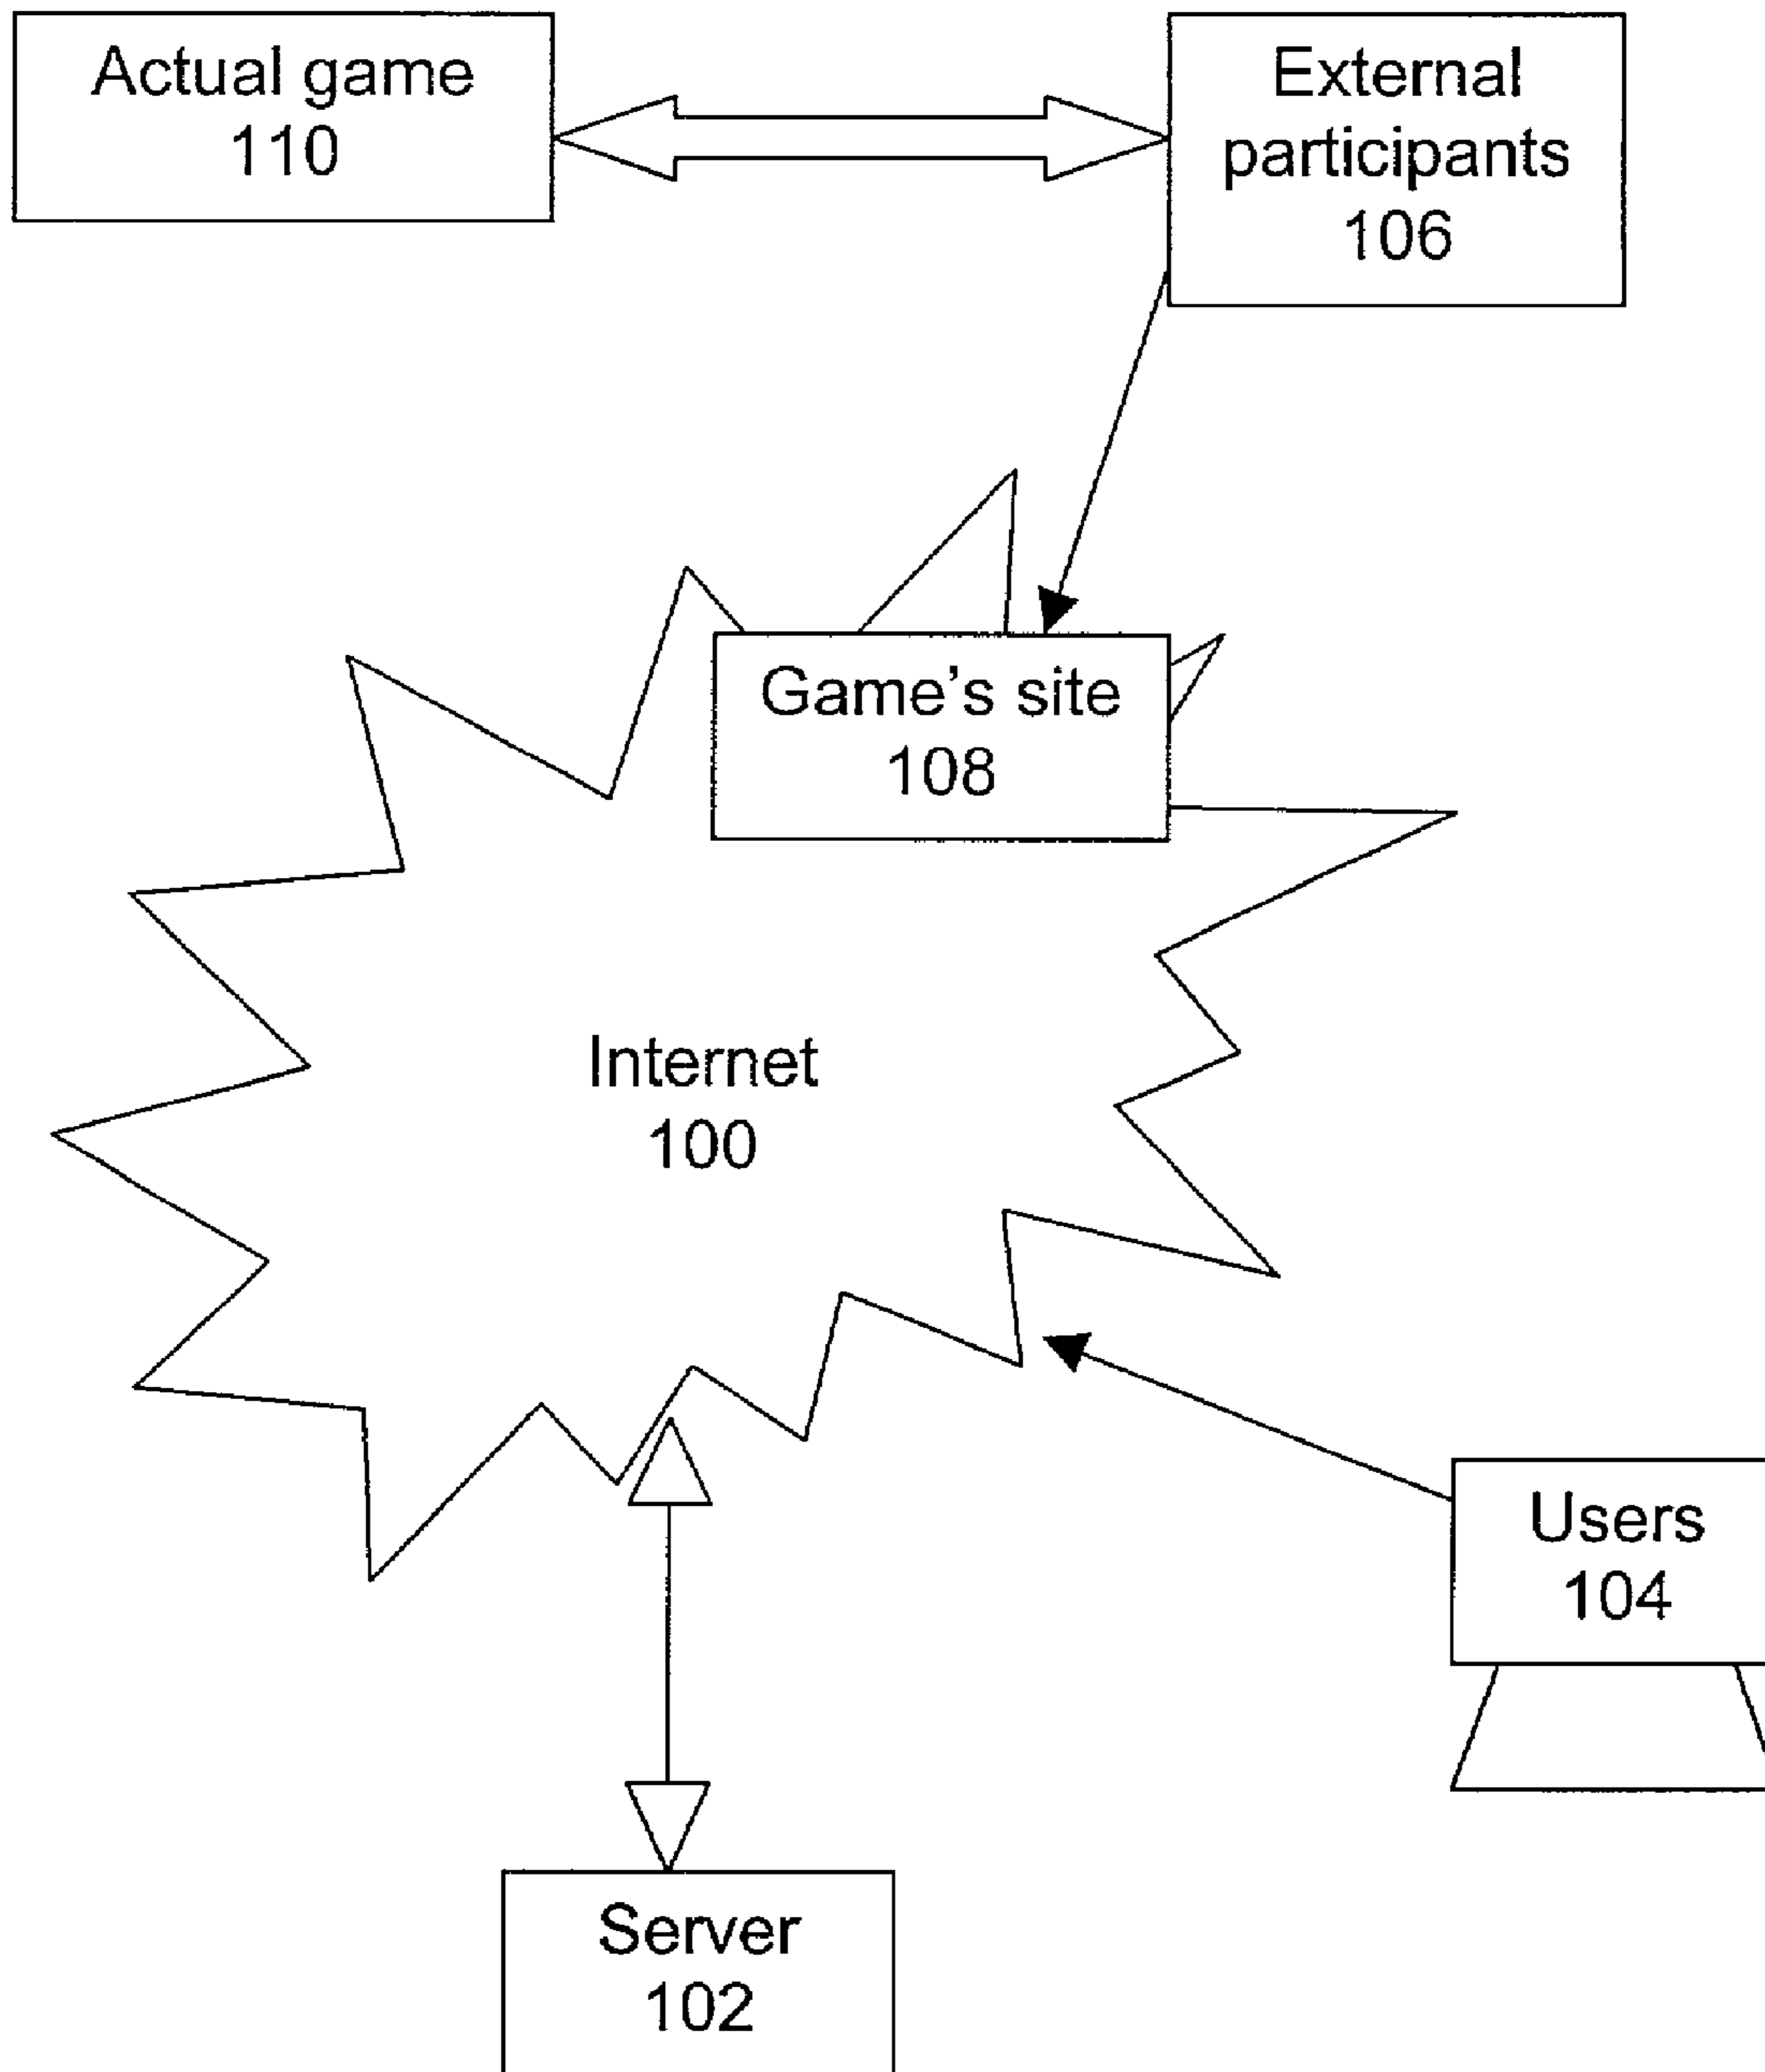 Actual game
110
External
participants
106
Game's site
108
Internet
100
Users
104
Server
102